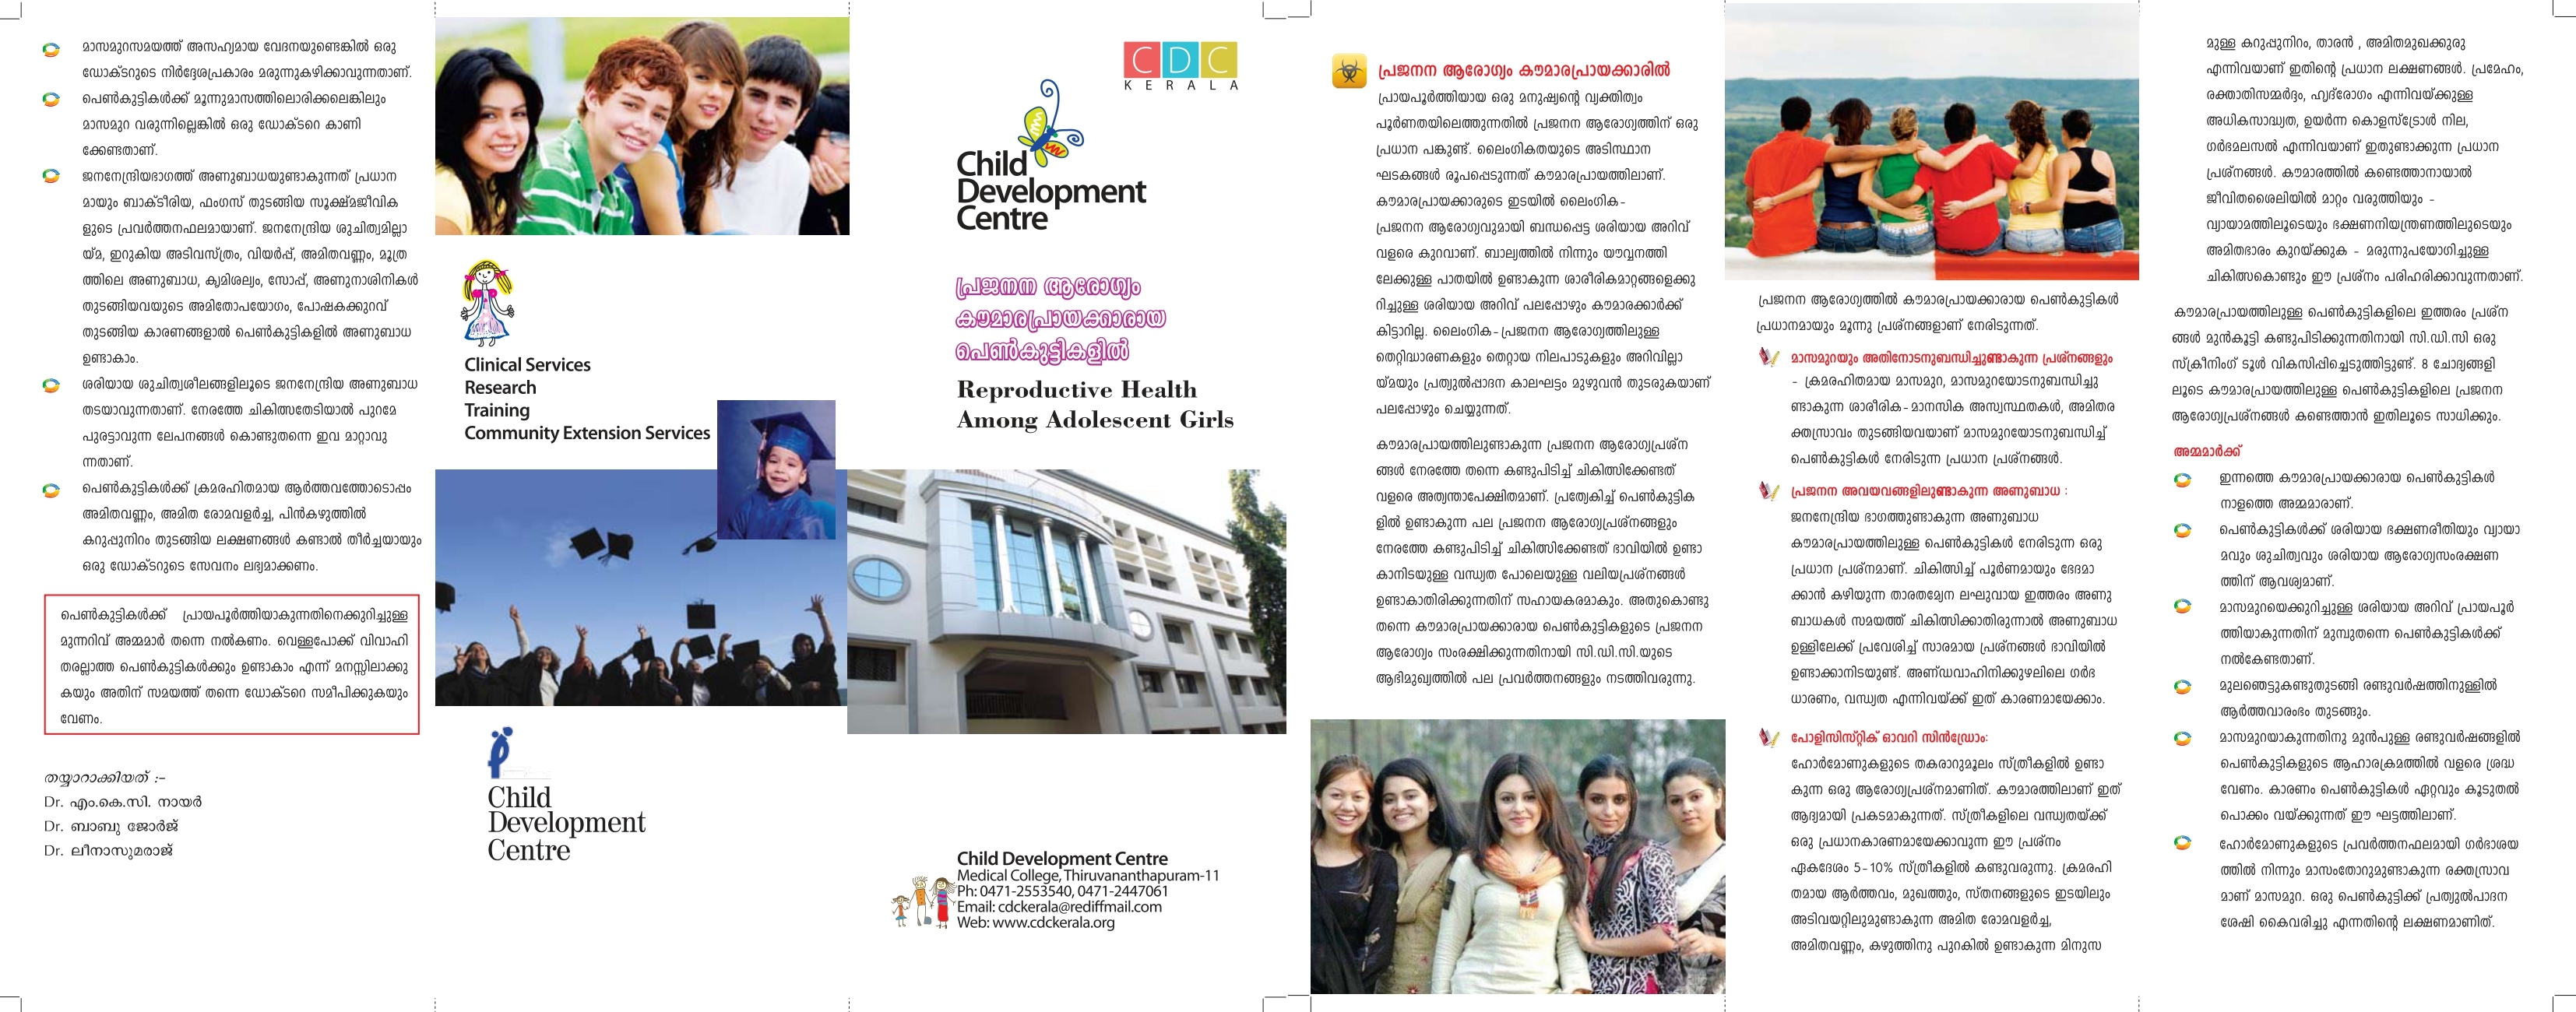 മാസമുറസമയത്ത് അസഹ്യമായ വേദനയുണ്ടെങ്കിൽ ഒരു
ഡോക്ടറുടെ നിർദ്ദേശപ്രകാരം മരുന്നുകഴിക്കാവുന്നതാണ്.
പെൺകുട്ടികൾക്ക് മൂന്നുമാസത്തിലൊരിക്കലെങ്കിലും
മാസമുറ വരുന്നില്ലെങ്കിൽ ഒരു ഡോക്ടറെ കാണി
ക്കേണ്ടതാണ്.
ജനനേന്ദ്രിയഭാഗത്ത് അണുബാധയുണ്ടാകുന്നത് പ്രധാന
മായും ബാക്ടീരിയ, ഫംഗസ് തുടങ്ങിയ സൂക്ഷ്മജീവിക
ളുടെ പ്രവർത്തനഫലമായാണ്. ജനനേന്ദ്രിയ ശുചിത്വമില്ലാ
യ്മ, ഇറുകിയ അടിവസ്ത്രം, വിയർപ്പ്, അമിതവണ്ണം, മൂത്ര
ത്തിലെ അണുബാധ, കൃമിശല്യം, സോപ്പ്, അണുനാശിനികൾ
തുടങ്ങിയവയുടെ അമിതോപയോഗം, പോഷകക്കുറവ്
തുടങ്ങിയ കാരണങ്ങളാൽ പെൺകുട്ടികളിൽ അണുബാധ
ഉണ്ടാകാം.
ശരിയായ ശുചിത്വശീലങ്ങളിലൂടെ ജനനേന്ദ്രിയ അണുബാധ
തടയാവുന്നതാണ്. നേരത്തേ ചികിത്സതേടിയാൽ പുറമേ
പുരട്ടാവുന്ന ലേപനങ്ങൾ കൊണ്ടുതന്നെ ഇവ മാറ്റാവു
ന്നതാണ്.
പെൺകുട്ടികൾക്ക് ക്രമരഹിതമായ ആർത്തവത്തോടൊപ്പം
അമിതവണ്ണം, അമിത രോമവളർച്ച, പിൻകഴുത്തിൽ
കറുപ്പുനിറം തുടങ്ങിയ ലക്ഷണങ്ങൾ കണ്ടാൽ തീർച്ചയായും
ഒരു ഡോക്ടറുടെ സേവനം ലഭ്യമാക്കണം.
പെൺകുട്ടികൾക്ക് പ്രായപൂർത്തിയാകുന്നതിനെക്കുറിച്ചുള്ള
മുന്നറിവ് അമ്മമാർ തന്നെ നൽകണം. വെള്ളപോക്ക് വിവാഹി
തരല്ലാത്ത പെൺകുട്ടികൾക്കും ഉണ്ടാകാം എന്ന് മനസ്സിലാക്കു
കയും അതിന് സമയത്ത് തന്നെ ഡോക്ടറെ സമീപിക്കുകയും
വേണം.
തയ്യാറാക്കിയത് :-
Dr. എം.കെ.സി. നായർ
Dr. ബാബു ജോർജ്
Dr. ലീനാസുമരാജ്
Clinical Services
Research
Training
Community Extension Services
Child
Development
Centre
CDC
KERALA
Child
Development
Centre
പ്രജനന ആരോഗ്യം
കൗമാരപ്രായക്കാരായ
പെൺകുട്ടികളിൽ
Reproductive Health
Among Adolescent Girls
Child Development Centre
Medical College, Thiruvananthapuram-11
Ph: 0471-2553540, 0471-2447061
Email: cdckerala@rediffmail.com
Web: www.cdckerala.org
പ്രജനന ആരോഗ്യം കൗമാരപ്രായക്കാരിൽ
പ്രായപൂർത്തിയായ ഒരു മനുഷ്യന്റെ വ്യക്തിത്വം
പൂർണതയിലെത്തുന്നതിൽ പ്രജനന ആരോഗ്യത്തിന് ഒരു
പ്രധാന പങ്കുണ്ട്. ലൈംഗികതയുടെ അടിസ്ഥാന
ഘടകങ്ങൾ രൂപപ്പെടുന്നത് കൗമാരപ്രായത്തിലാണ്.
കൗമാരപ്രായക്കാരുടെ ഇടയിൽ ലൈംഗിക-
പ്രജനന ആരോഗ്യവുമായി ബന്ധപ്പെട്ട ശരിയായ അറിവ്
വളരെ കുറവാണ്. ബാല്യത്തിൽ നിന്നും യൗവ്വനത്തി
ലേക്കുള്ള പാതയിൽ ഉണ്ടാകുന്ന ശാരീരികമാറ്റങ്ങളെക്കു
റിച്ചുള്ള ശരിയായ അറിവ് പലപ്പോഴും കൗമാരക്കാർക്ക്
കിട്ടാറില്ല. ലൈംഗിക-പ്രജനന ആരോഗ്യത്തിലുള്ള
തെറ്റിദ്ധാരണകളും തെറ്റായ നിലപാടുകളും അറിവില്ലാ
യ്മയും പ്രത്യുൽപ്പാദന കാലഘട്ടം മുഴുവൻ തുടരുകയാണ്
പലപ്പോഴും ചെയ്യുന്നത്.
കൗമാരപ്രായത്തിലുണ്ടാകുന്ന പ്രജനന ആരോഗ്യപ്രശ്ന
ങ്ങൾ നേരത്തേ തന്നെ കണ്ടുപിടിച്ച് ചികിത്സിക്കേണ്ടത്
വളരെ അത്യന്താപേക്ഷിതമാണ്. പ്രത്യേകിച്ച് പെൺകുട്ടിക
ളിൽ ഉണ്ടാകുന്ന പല പ്രജനന ആരോഗ്യപ്രശ്നങ്ങളും
നേരത്തേ കണ്ടുപിടിച്ച് ചികിത്സിക്കേണ്ടത് ഭാവിയിൽ ഉണ്ടാ
കാനിടയുള്ള വന്ധ്യത പോലെയുള്ള വലിയപ്രശ്നങ്ങൾ
ഉണ്ടാകാതിരിക്കുന്നതിന് സഹായകരമാകും. അതുകൊണ്ടു
തന്നെ കൗമാരപ്രായക്കാരായ പെൺകുട്ടികളുടെ പ്രജനന
ആരോഗ്യം സംരക്ഷിക്കുന്നതിനായി സി.ഡി.സി.യുടെ
ആഭിമുഖ്യത്തിൽ പല പ്രവർത്തനങ്ങളും നടത്തിവരുന്നു.
പ്രജനന ആരോഗ്യത്തിൽ കൗമാരപ്രായക്കാരായ പെൺകുട്ടികൾ
പ്രധാനമായും മൂന്നു പ്രശ്നങ്ങളാണ് നേരിടുന്നത്.
മാസമുറയും അതിനോടനുബന്ധിച്ചുണ്ടാകുന്ന പ്രശ്നങ്ങളും
- ക്രമരഹിതമായ മാസമുറ, മാസമുറയോടനുബന്ധിച്ചു
ണ്ടാകുന്ന ശാരീരിക-മാനസിക അസ്വസ്ഥതകൾ, അമിതര
ക്തസ്രാവം തുടങ്ങിയവയാണ് മാസമുറയോടനുബന്ധിച്ച്
പെൺകുട്ടികൾ നേരിടുന്ന പ്രധാന പ്രശ്നങ്ങൾ.
പ്രജനന അവയവങ്ങളിലുണ്ടാകുന്ന അണുബാധ :
ജനനേന്ദ്രിയ ഭാഗത്തുണ്ടാകുന്ന അണുബാധ
കൗമാരപ്രായത്തിലുള്ള പെൺകുട്ടികൾ നേരിടുന്ന ഒരു
പ്രധാന പ്രശ്നമാണ്. ചികിത്സിച്ച് പൂർണമായും ഭേദമാ
ക്കാൻ കഴിയുന്ന താരതമ്യേന ലഘുവായ ഇത്തരം അണു
ബാധകൾ സമയത്ത് ചികിത്സിക്കാതിരുന്നാൽ അണുബാധ
ഉള്ളിലേക്ക് പ്രവേശിച്ച് സാരമായ പ്രശ്നങ്ങൾ ഭാവിയിൽ
ഉണ്ടാക്കാനിടയുണ്ട്. അണ്ഡവാഹിനിക്കുഴലിലെ ഗർഭ
ധാരണം, വന്ധ്യത എന്നിവയ്ക്ക് ഇത് കാരണമായേക്കാം.
പോളിസിസ്റ്റിക് ഓവറി സിൻഡ്രോം:
ഹോർമോണുകളുടെ തകരാറുമൂലം സ്ത്രീകളിൽ ഉണ്ടാ
കുന്ന ഒരു ആരോഗ്യപ്രശ്നമാണിത്. കൗമാരത്തിലാണ് ഇത്
ആദ്യമായി പ്രകടമാകുന്നത്. സ്ത്രീകളിലെ വന്ധ്യതയ്ക്ക്
ഒരു പ്രധാനകാരണമായേക്കാവുന്ന ഈ പ്രശ്നം
ഏകദേശം 5-10% സ്ത്രീകളിൽ കണ്ടുവരുന്നു. ക്രമരഹി
തമായ ആർത്തവം, മുഖത്തും, സ്തനങ്ങളുടെ ഇടയിലും
അടിവയറ്റിലുമുണ്ടാകുന്ന അമിത രോമവളർച്ച,
അമിതവണ്ണം, കഴുത്തിനു പുറകിൽ ഉണ്ടാകുന്ന മിനുസ
മുള്ള കറുപ്പുനിറം, താരൻ , അമിതമുഖക്കുരു
എന്നിവയാണ് ഇതിന്റെ പ്രധാന ലക്ഷണങ്ങൾ. പ്രമേഹം,
രക്താതിസമ്മർദ്ദം, ഹൃദ്രോഗം എന്നിവയ്ക്കുള്ള
അധികസാദ്ധ്യത, ഉയർന്ന കൊളസ്ട്രോൾ നില,
ഗർഭമലസൽ എന്നിവയാണ് ഇതുണ്ടാക്കുന്ന പ്രധാന
പ്രശ്നങ്ങൾ. കൗമാരത്തിൽ കണ്ടെത്താനായാൽ
ജീവിതശൈലിയിൽ മാറ്റം വരുത്തിയും -
വ്യായാമത്തിലൂടെയും ഭക്ഷണനിയന്ത്രണത്തിലൂടെയും
അമിതഭാരം കുറയ്ക്കുക - മരുന്നുപയോഗിച്ചുള്ള
ചികിത്സകൊണ്ടും ഈ പ്രശ്നം പരിഹരിക്കാവുന്നതാണ്.
കൗമാരപ്രായത്തിലുള്ള പെൺകുട്ടികളിലെ ഇത്തരം പ്രശ്ന
ങ്ങൾ മുൻകൂട്ടി കണ്ടുപിടിക്കുന്നതിനായി സി.ഡി.സി ഒരു
സ്ക്രീനിംഗ് ടൂൾ വികസിപ്പിച്ചെടുത്തിട്ടുണ്ട്. 8 ചോദ്യങ്ങളി
ലൂടെ കൗമാരപ്രായത്തിലുള്ള പെൺകുട്ടികളിലെ പ്രജനന
ആരോഗ്യപ്രശ്നങ്ങൾ കണ്ടെത്താൻ ഇതിലൂടെ സാധിക്കും.
അമ്മമാർക്ക്
ഇന്നത്തെ കൗമാരപ്രായക്കാരായ പെൺകുട്ടികൾ
നാളത്തെ അമ്മമാരാണ്.
പെൺകുട്ടികൾക്ക് ശരിയായ ഭക്ഷണരീതിയും വ്യായാ
മവും ശുചിത്വവും ശരിയായ ആരോഗ്യസംരക്ഷണ
ത്തിന് ആവശ്യമാണ്.
മാസമുറയെക്കുറിച്ചുള്ള ശരിയായ അറിവ് പ്രായപൂർ
ത്തിയാകുന്നതിന് മുമ്പുതന്നെ പെൺകുട്ടികൾക്ക്
നൽകേണ്ടതാണ്.
മുലഞെട്ടുകണ്ടുതുടങ്ങി രണ്ടുവർഷത്തിനുള്ളിൽ
ആർത്തവാരംഭം തുടങ്ങും.
മാസമുറയാകുന്നതിനു മുൻപുള്ള രണ്ടുവർഷങ്ങളിൽ
പെൺകുട്ടികളുടെ ആഹാരക്രമത്തിൽ വളരെ ശ്രദ്ധ
വേണം. കാരണം പെൺകുട്ടികൾ ഏറ്റവും കൂടുതൽ
പൊക്കം വയ്ക്കുന്നത് ഈ ഘട്ടത്തിലാണ്.
ഹോർമോണുകളുടെ പ്രവർത്തനഫലമായി ഗർഭാശയ
ത്തിൽ നിന്നും മാസംതോറുമുണ്ടാകുന്ന രക്തസ്രാവ
മാണ് മാസമുറ. ഒരു പെൺകുട്ടിക്ക് പ്രത്യുൽപാദന
ശേഷി കൈവരിച്ചു എന്നതിന്റെ ലക്ഷണമാണിത്.